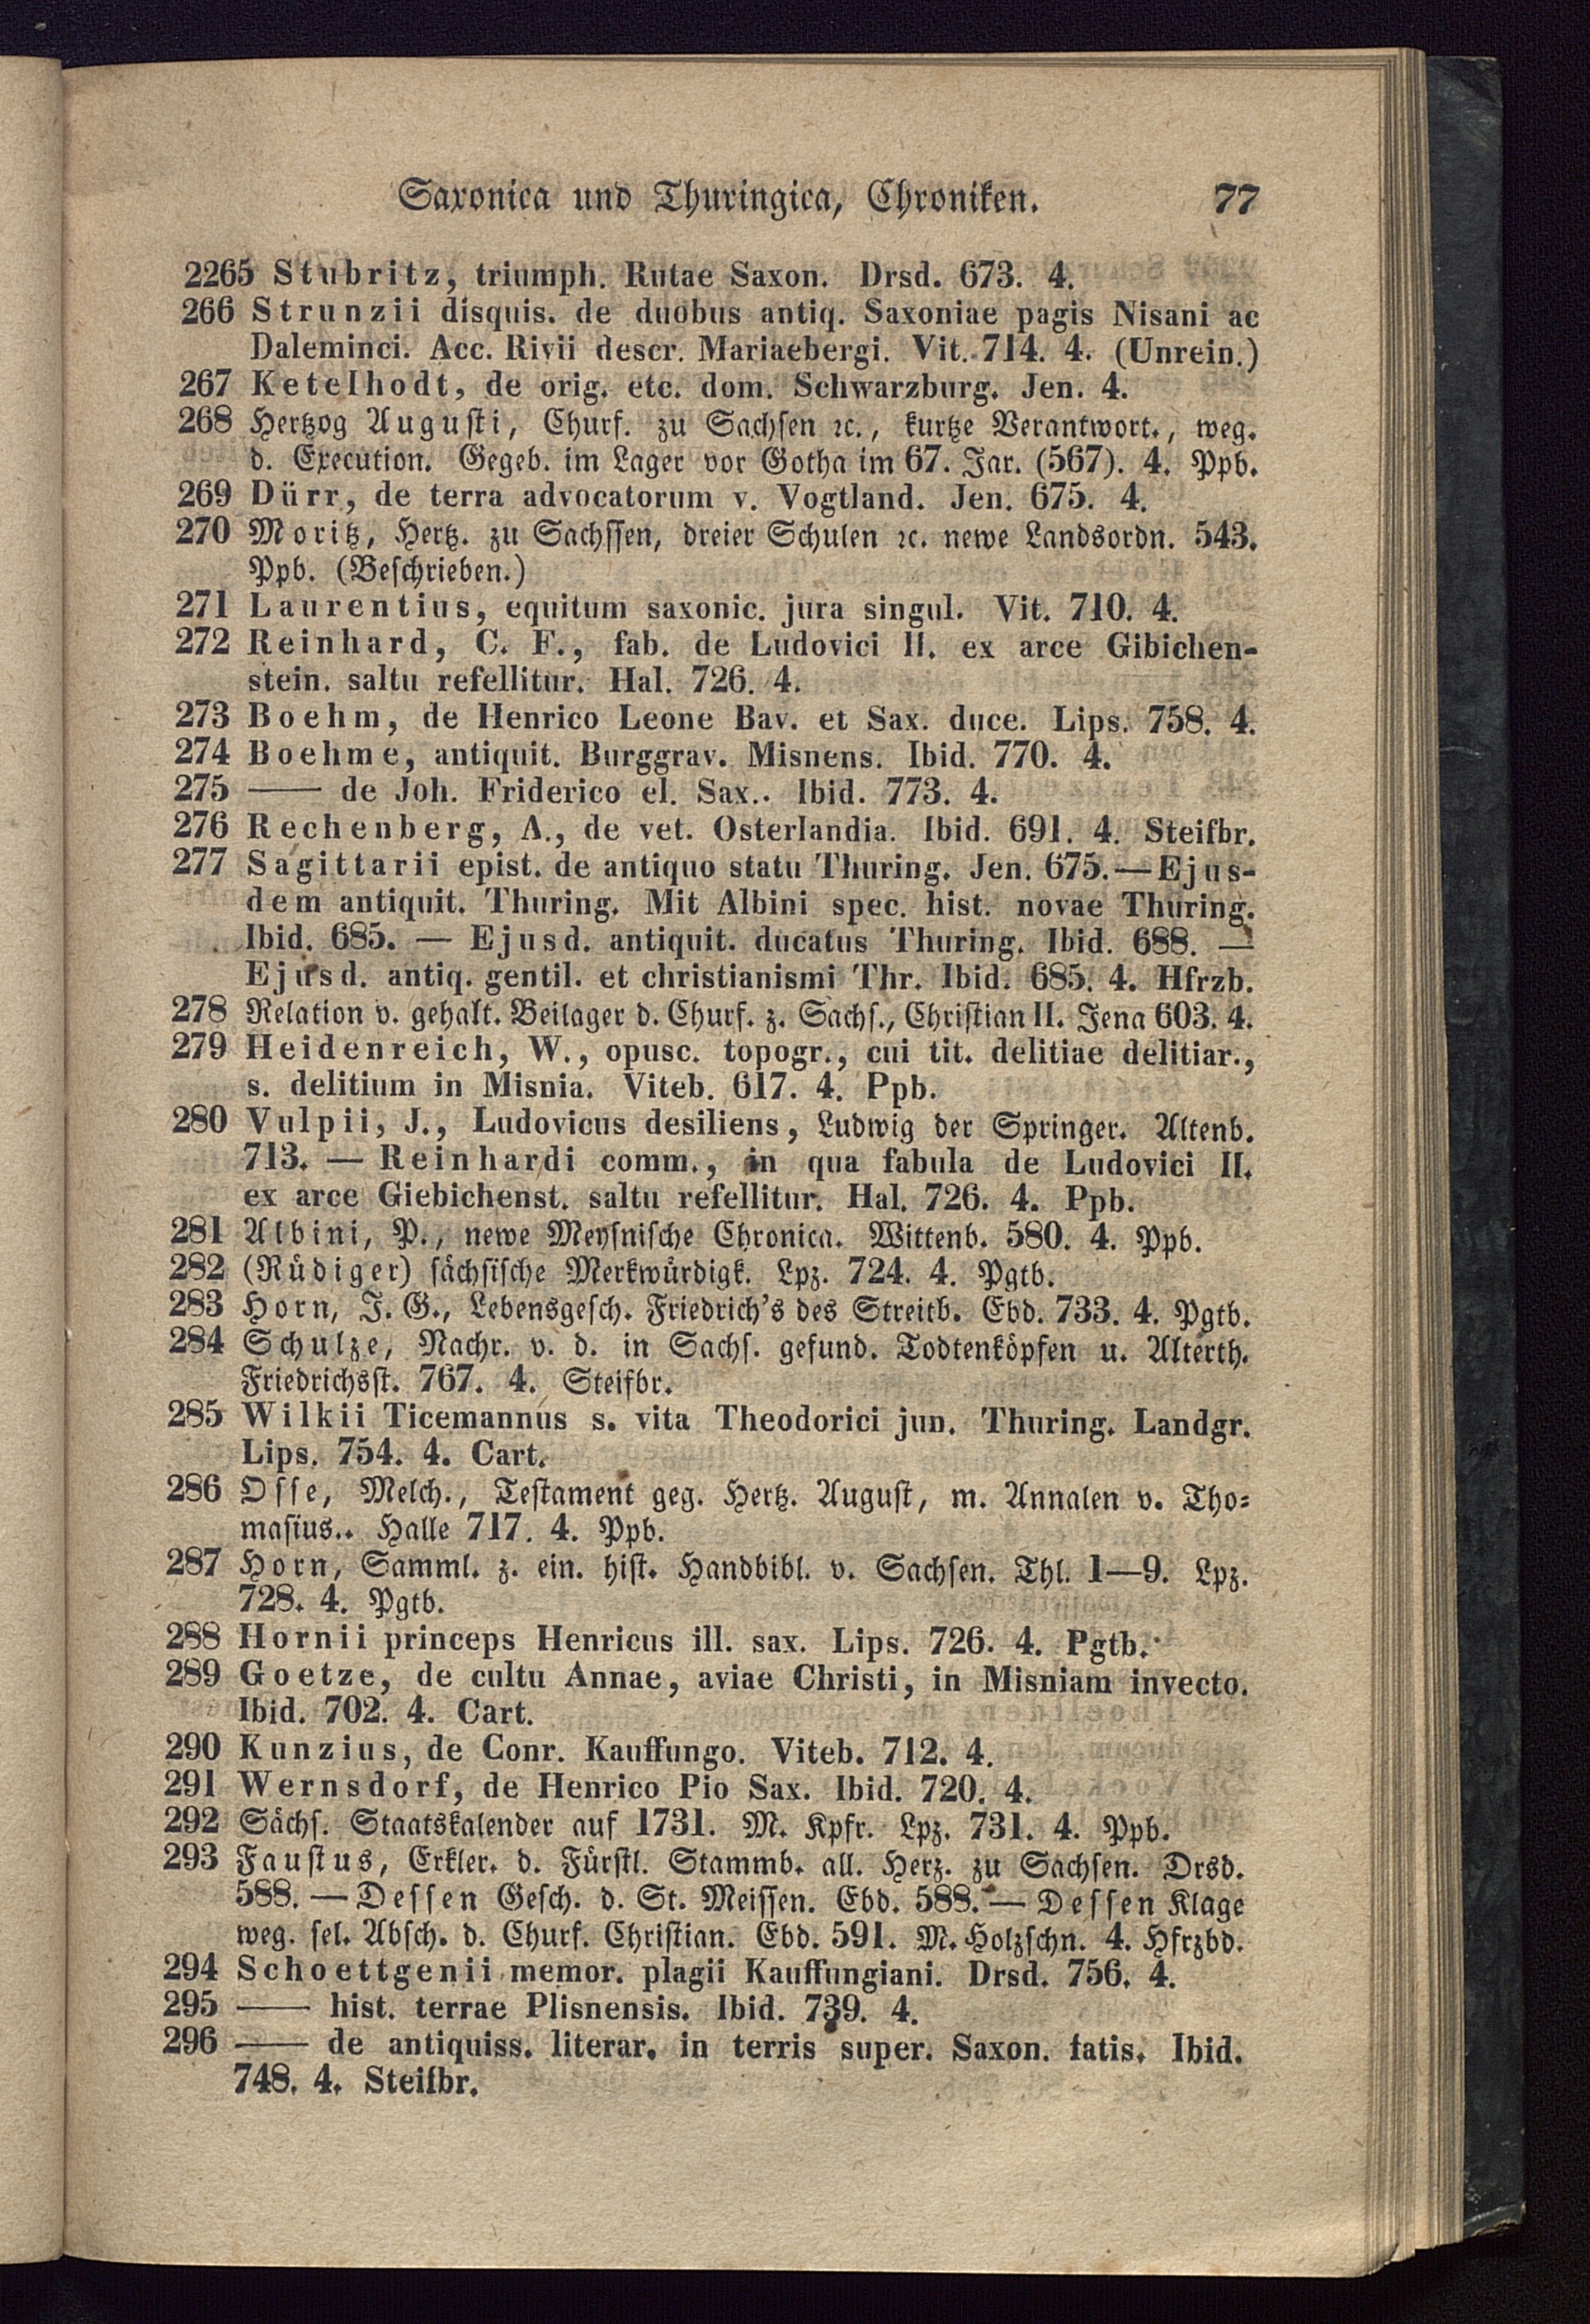 Saxonica und Thuringica, Chroniken. 77
2265 Stubritz, triumph. Rutae Saxon. Drsd. 673. 4.
266 Strunzii disquis. de duobus antiq. Saxoniae pagis Nisani ac
Daleminci. Acc. Rivii descr. Mariaebergi. Vit. 714. 4. (Unrein.)
267 Ketelhodt, de orig. etc. dom. Schwarzburg. Jen. 4.
268 Hertzog Augusti, Churf. zu Sachsen ꝛc., kurtze Verantwort., weg.
d. Execution. Gegeb. im Lager vor Gotha im 67. Jar. (567). 4. Ppb.
269 Dürr, de terra advocatorum v. Vogtland. Jen. 675. 4.
270 Moritz, Hertz. zu Sachssen, dreier Schulen ꝛc. newe Landsordn. 543.
Ppb. (Beschrieben.)
271 Laurentius, equitum saxonic. jura singul. Vit. 710. 4.
272 Reinhard, C. F., fab. de Ludovici II. ex arce Gibichen-
stein. saltu refellitur. Hal. 726. 4.
273 Boehm, de Henrico Leone Bav. et Sax. duce. Lips. 758. 4.
274 Boehme, antiquit. Burggrav. Misnens. Ibid. 770. 4.
275 —— de Joh. Friderico el. Sax.. Ibid. 773. 4.
276 Rechenberg, A., de vet. Osterlandia. Ibid. 691. 4. Steifbr.
277 Sagittarii epist. de antiquo statu Thuring. Jen. 675. — Ejus-
dem antiquit. Thuring. Mit Albini spec. hist. novae Thuring.
Ibid. 685. — Ejusd. antiquit. ducatus Thuring. Ibid. 688. —
Ejusd. antiq. gentil. et christianismi Thr. Ibid. 685. 4. Hfrzb.
278 Relation v. gehalt. Beilager d. Churf. z. Sachs., Christian II. Jena 603. 4.
279 Heidenreich, W., opusc. topogr., cui tit. delitiae delitiar.,
s. delitium in Misnia. Viteb. 617. 4. Ppb.
280 Vulpii, J., Ludovicus desiliens, Ludwig der Springer. Altenb.
713. — Reinhardi comm., in qua fabula de Ludovici II.
ex arce Giebichenst. saltu refellitur. Hal. 726. 4. Ppb.
281 Albini, P., newe Meysnische Chronica. Wittenb. 580. 4. Ppb.
282 (Rüdiger) sächsische Merkwürdigk. Lpz. 724. 4. Pgtb.
283 Horn, J. G., Lebensgesch. Friedrich's des Streitb. Ebd. 733. 4. Pgtb.
284 Schulze, Nachr. v. d. in Sachs. gefund. Todtenköpfen u. Alterth.
Friedrichsst. 767. 4. Steifbr.
285 Wilkii Ticemannus s. vita Theodorici jun. Thuring. Landgr.
Lips. 754. 4. Cart.
286 Osse, Melch., Testament geg. Hertz. August, m. Annalen v. Tho-
masius.. Halle 717. 4. Ppb.
287 Horn, Samml. z. ein. hist. Handbibl. v. Sachsen. Thl. 1—9. Lpz.
728. 4. Pgtb.
288 Hornii princeps Henricus ill. sax. Lips. 726. 4. Pgtb.
289 Goetze, de cultu Annae, aviae Christi, in Misniam invecto.
Ibid. 702. 4. Cart.
290 Kunzius, de Conr. Kauffungo. Viteb. 712. 4.
291 Wernsdorf, de Henrico Pio Sax. Ibid. 720. 4.
292 Sächs. Staatskalender auf 1731. M. Kpfr. Lpz. 731. 4. Ppb.
293 Faustus, Erkler. d. Fürstl. Stammb. all. Herz. zu Sachsen. Drsd.
588. — Dessen Gesch. d. St. Meissen. Ebd. 588. — Dessen Klage
weg. sel. Absch. d. Churf. Christian. Ebd. 591. M. Holzschn. 4. Hfrzbd.
294 Schoettgenii memor. plagii Kauffungiani. Drsd. 756. 4.
295 —— hist. terrae Plisnensis. Ibid. 739. 4.
296 —— de antiquiss. literar. in terris super. Saxon. fatis. Ibid.
748. 4. Steifbr.